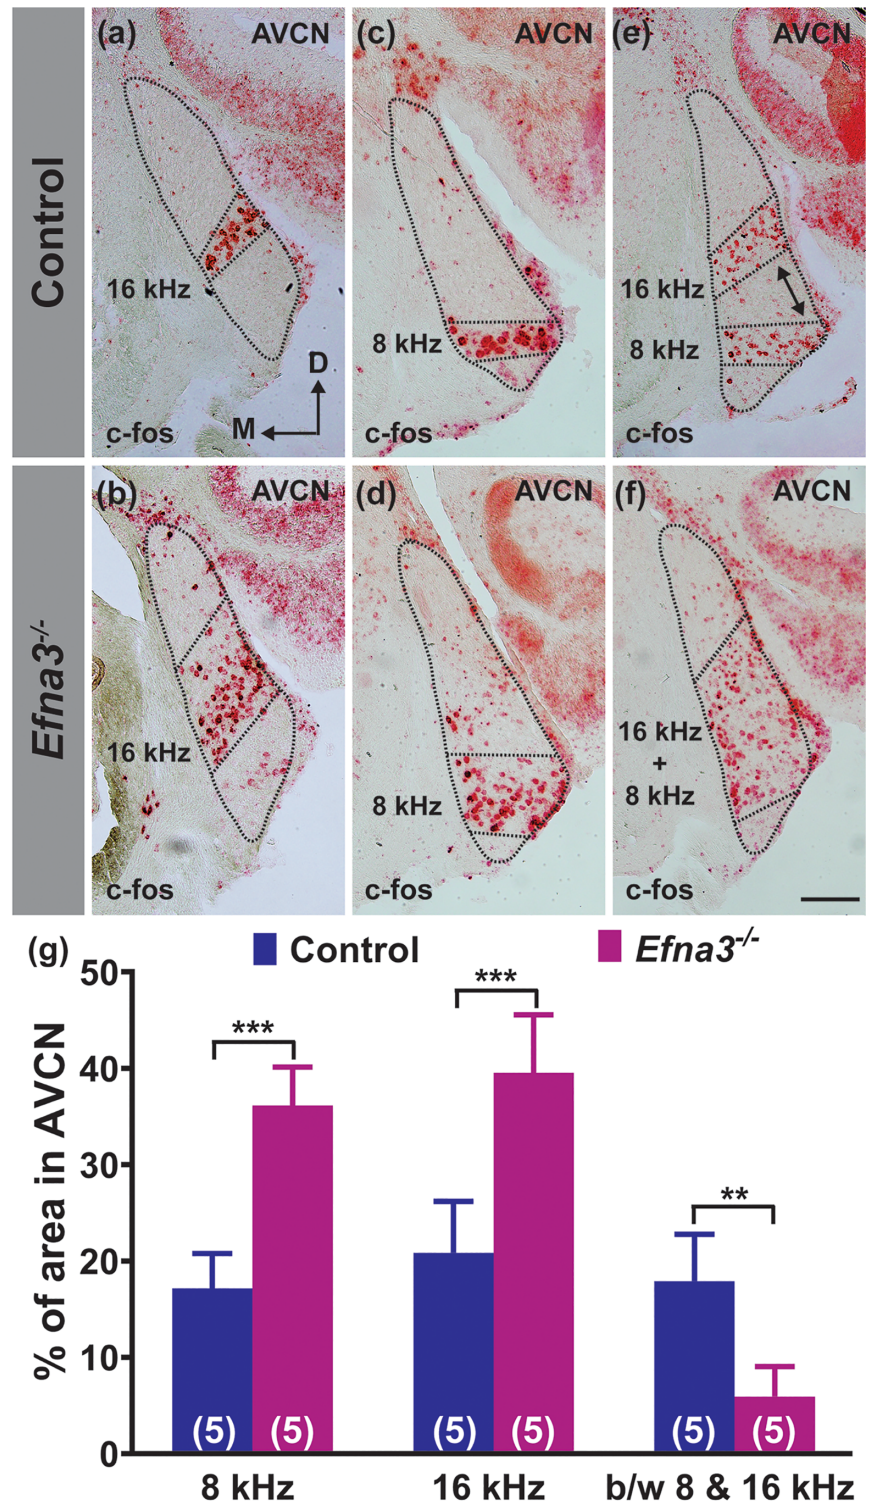 Control
(a) AVCN
16 kHz
D
M
c-fos
(c) AVCN
8 kHz
c-fos
(e) AVCN
16 kHz
8 kHz
c-fos
Efna3-/-
(b) AVCN
16 kHz
c-fos
(d) AVCN
8 kHz
c-fos
(f) AVCN
16 kHz
+
8 kHz
c-fos
(g) Control Efna3-/-
% of area in AVCN
50
40
30
20
10
0
*** *** **
(5) (5) (5) (5) (5) (5)
8 kHz 16 kHz b/w 8 & 16 kHz